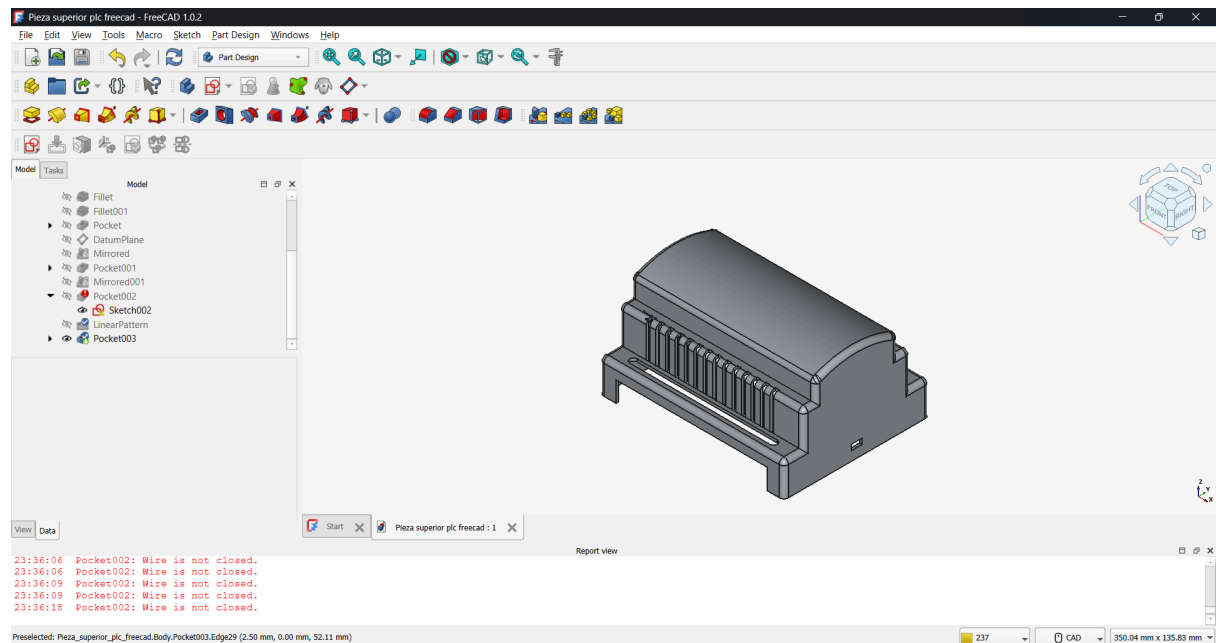 Pieza superior plc freecad - FreeCAD 1.0.2
File Edit View Tools Macro Sketch Part Design Windows Help
Part Design
Model Tasks
Model
Fillet
Fillet001
Pocket
DatumPlane
Mirrored
Pocket001
Mirrored001
Pocket002
Sketch002
LinearPattern
Pocket003
TOP
FRONT
RIGHT
Z
Y
X
View Data
Start
Pieza superior plc freecad : 1
Report view
23:36:06 Pocket002: Wire is not closed.
23:36:06 Pocket002: Wire is not closed.
23:36:09 Pocket002: Wire is not closed.
23:36:09 Pocket002: Wire is not closed.
23:36:18 Pocket002: Wire is not closed.
Preselected: Pieza_superior_plc_freecad.Body.Pocket003.Edge29 (2.50 mm, 0.00 mm, 52.11 mm)
237
CAD
350.04 mm x 135.83 mm